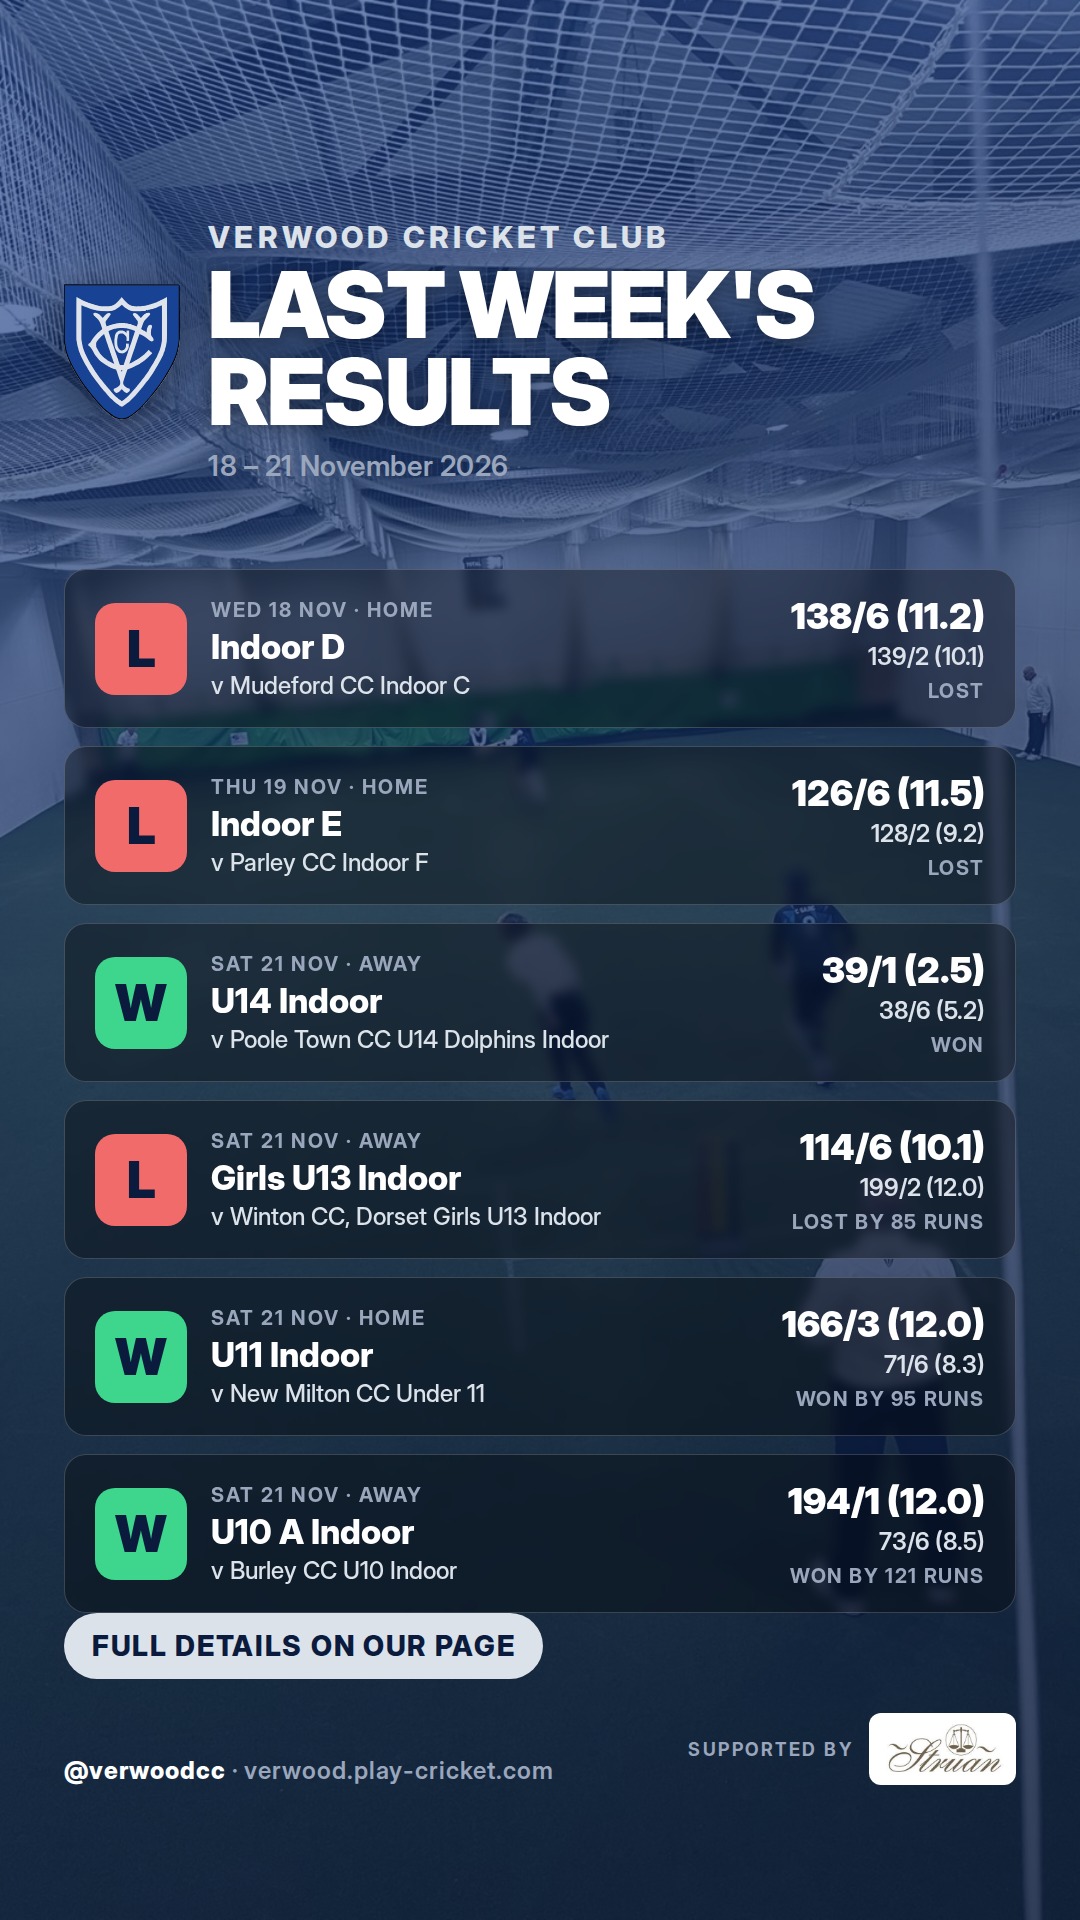 VERWOOD CRICKET CLUB
LAST WEEK'S
RESULTS
18 – 21 November 2026
L
WED 18 NOV · HOME
Indoor D
v Mudeford CC Indoor C
138/6 (11.2)
139/2 (10.1)
LOST
L
THU 19 NOV · HOME
Indoor E
v Parley CC Indoor F
126/6 (11.5)
128/2 (9.2)
LOST
W
SAT 21 NOV · AWAY
U14 Indoor
v Poole Town CC U14 Dolphins Indoor
39/1 (2.5)
38/6 (5.2)
WON
L
SAT 21 NOV · AWAY
Girls U13 Indoor
v Winton CC, Dorset Girls U13 Indoor
114/6 (10.1)
199/2 (12.0)
LOST BY 85 RUNS
W
SAT 21 NOV · HOME
U11 Indoor
v New Milton CC Under 11
166/3 (12.0)
71/6 (8.3)
WON BY 95 RUNS
W
SAT 21 NOV · AWAY
U10 A Indoor
v Burley CC U10 Indoor
194/1 (12.0)
73/6 (8.5)
WON BY 121 RUNS
FULL DETAILS ON OUR PAGE
@verwoodcc · verwood.play-cricket.com
SUPPORTED BY
Struan